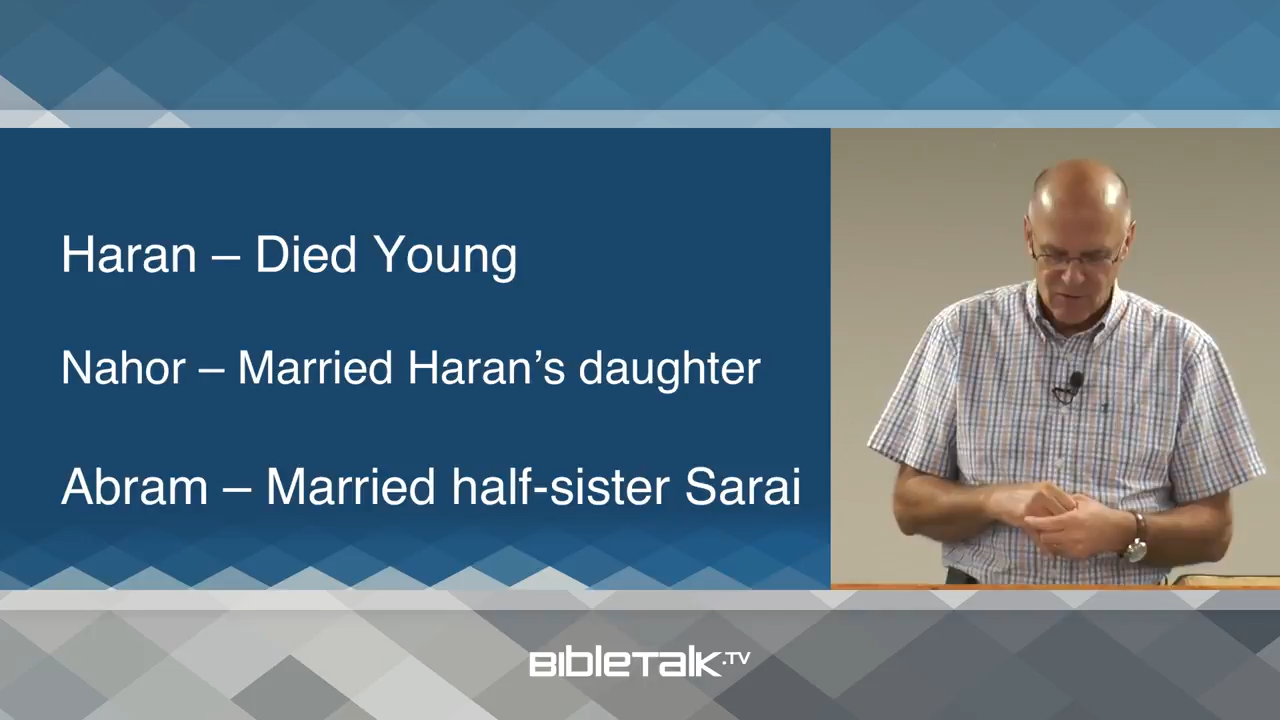 Haran – Died Young
Nahor – Married Haran’s daughter
Abram – Married half-sister Sarai
BIBLETALK.TV